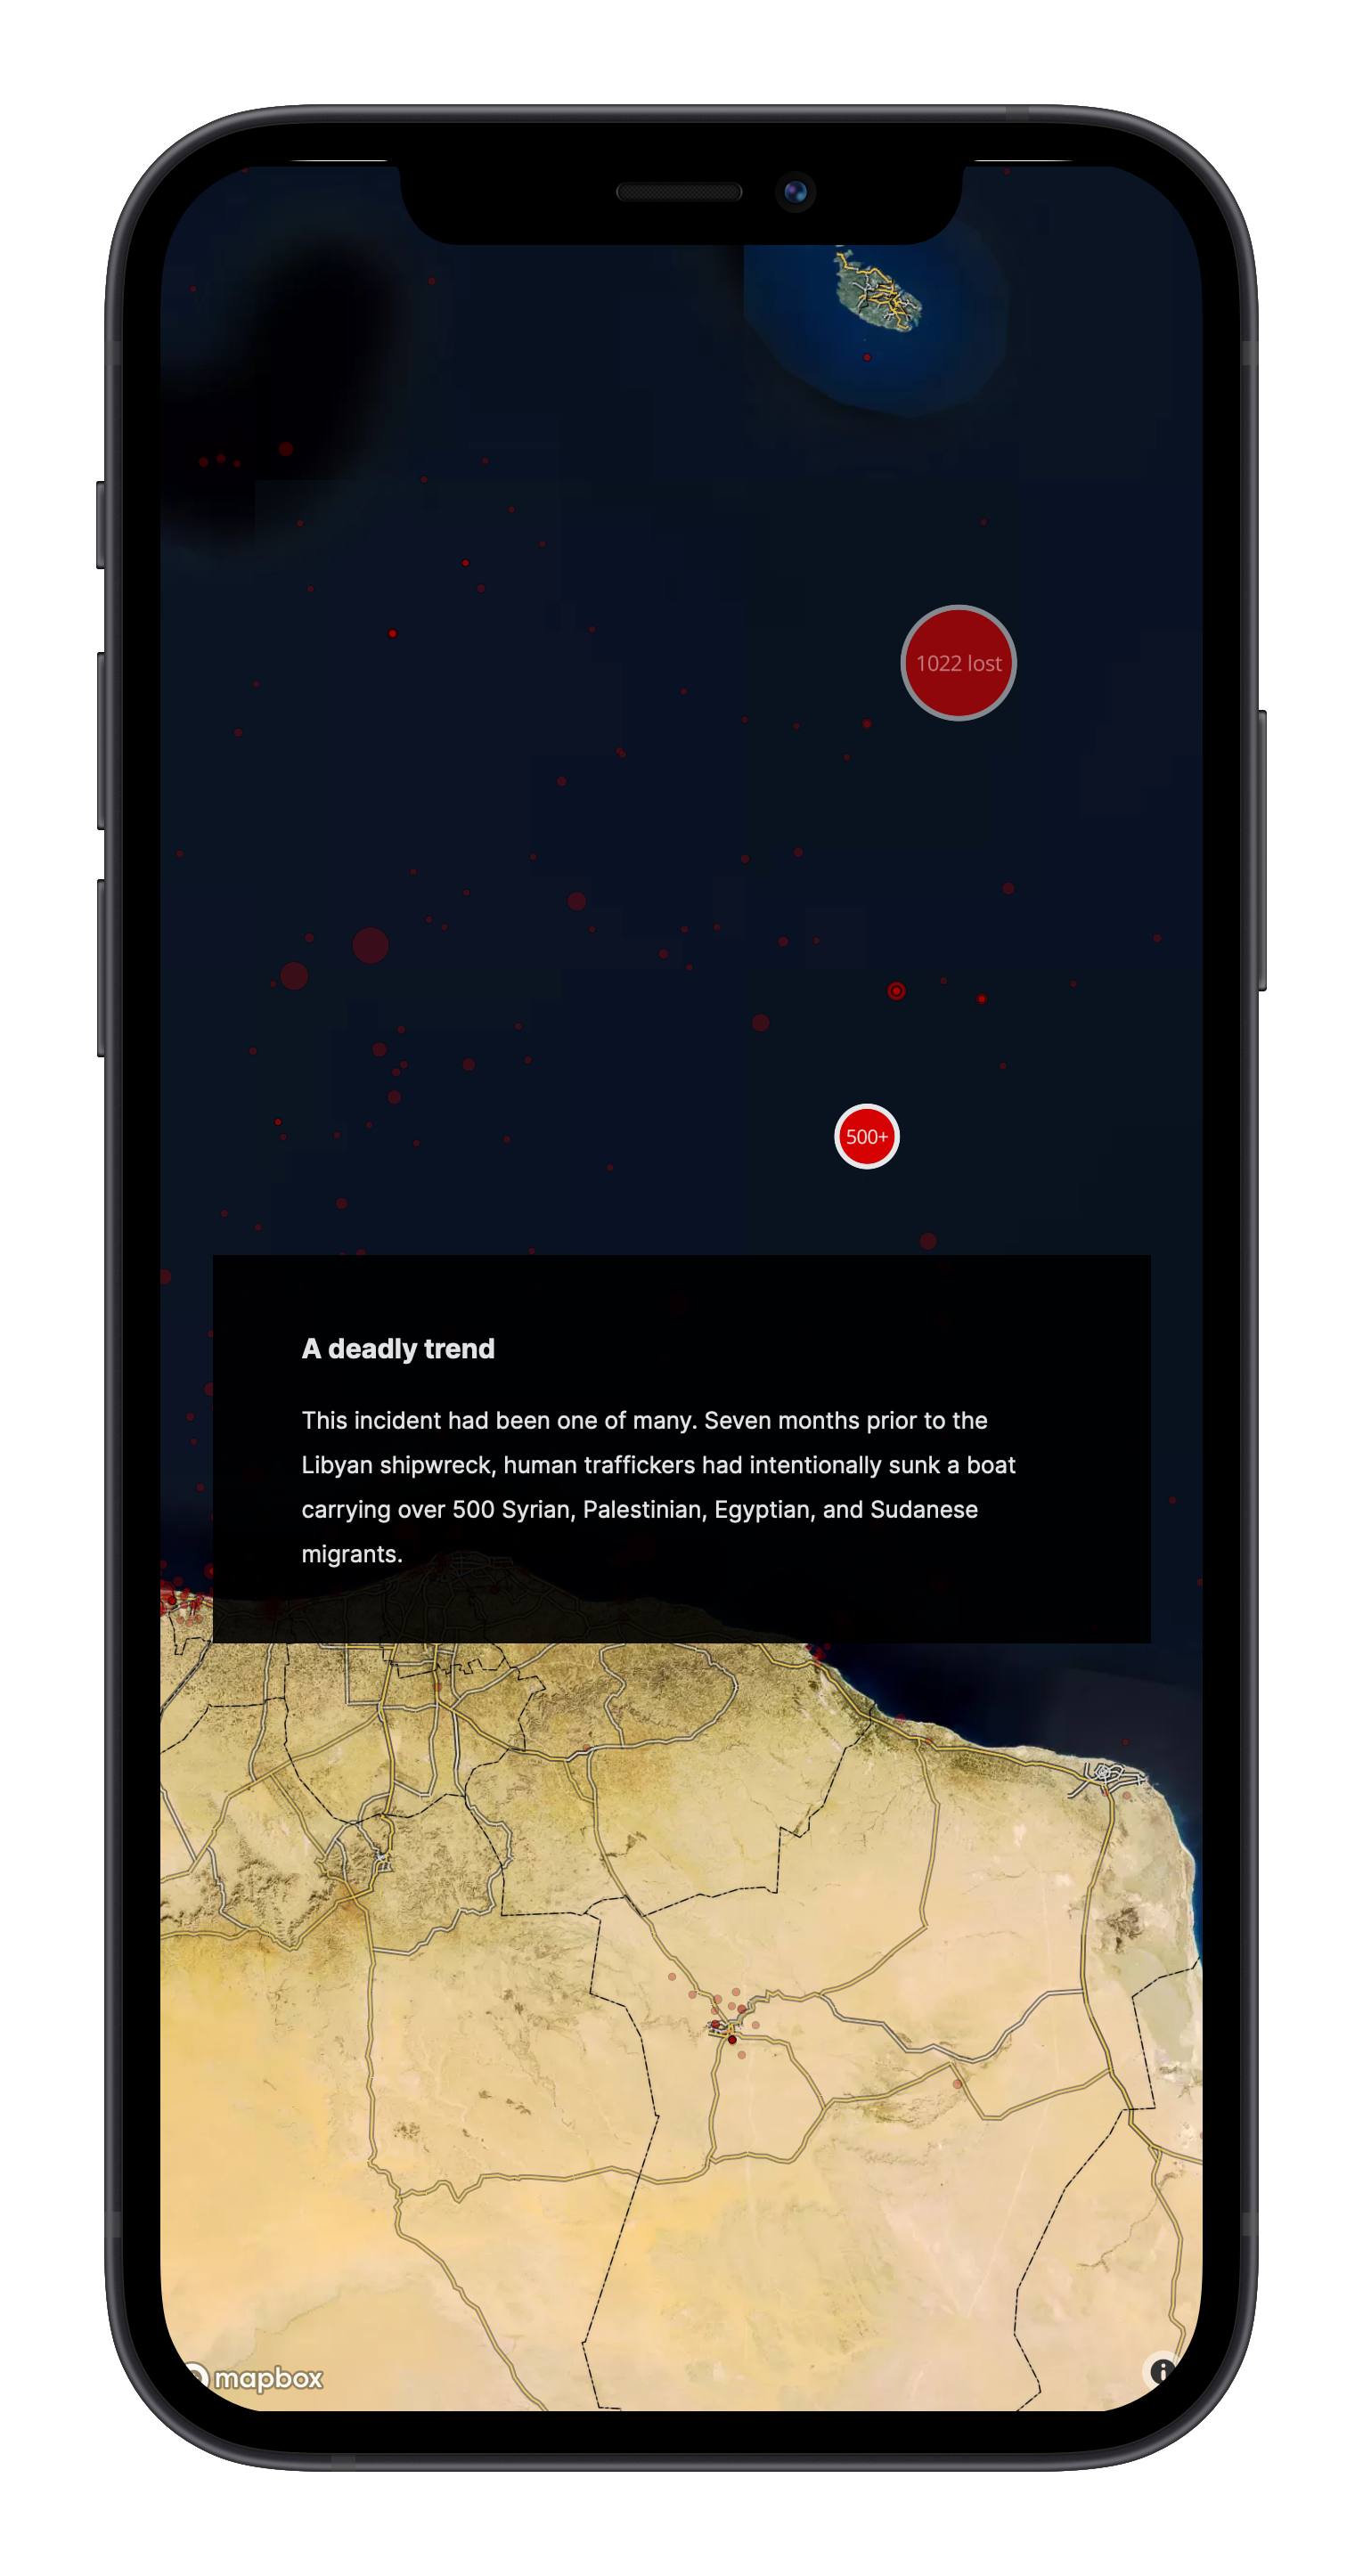 1022 lost
500+
A deadly trend
This incident had been one of many. Seven months prior to the
Libyan shipwreck, human traffickers had intentionally sunk a boat
carrying over 500 Syrian, Palestinian, Egyptian, and Sudanese
migrants.
mapbox